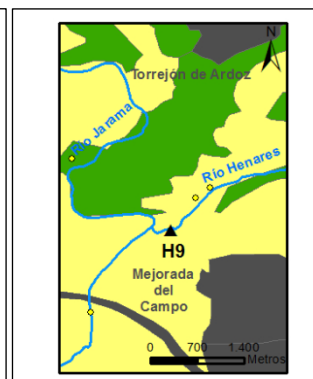 N
Torrejón de Ardoz
Río Jarama
Río Henares
H9
Mejorada
del
Campo
0 700 1.400
Metros